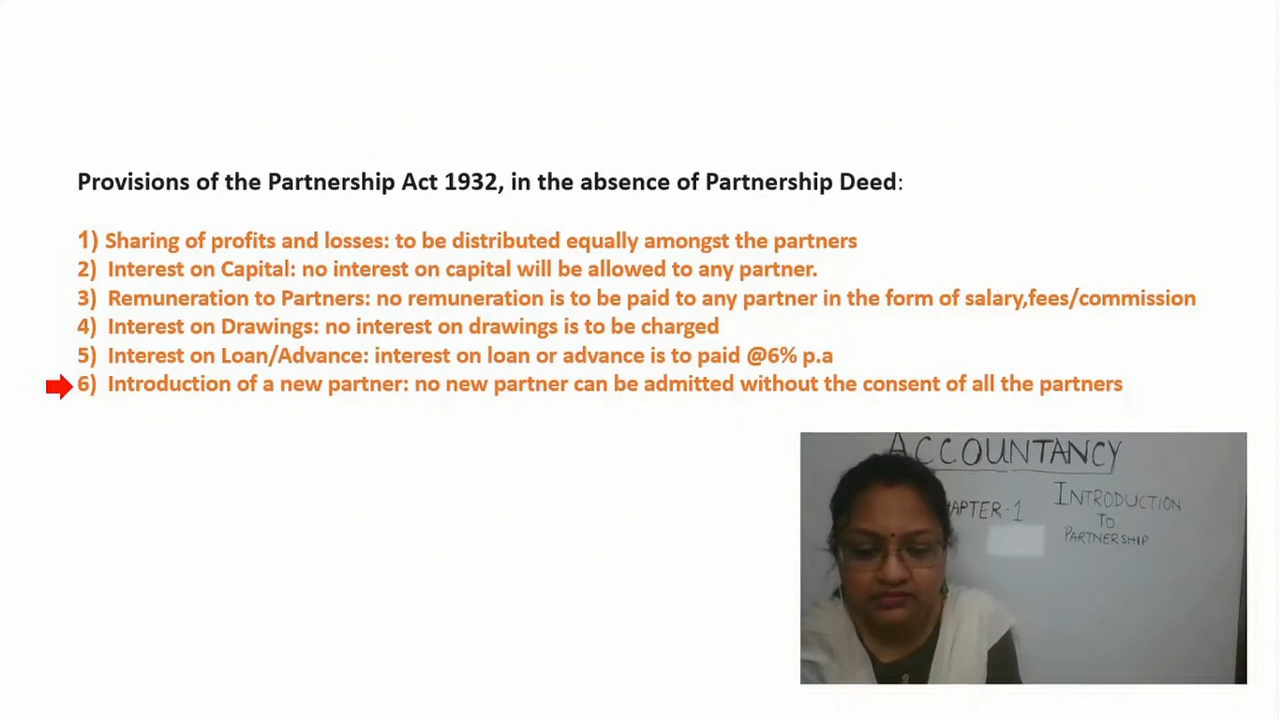 Provisions of the Partnership Act 1932, in the absence of Partnership Deed:
1) Sharing of profits and losses: to be distributed equally amongst the partners
2) Interest on Capital: no interest on capital will be allowed to any partner.
3) Remuneration to Partners: no remuneration is to be paid to any partner in the form of salary,fees/commission
4) Interest on Drawings: no interest on drawings is to be charged
5) Interest on Loan/Advance: interest on loan or advance is to paid @6% p.a
6) Introduction of a new partner: no new partner can be admitted without the consent of all the partners
ACCOUNTANCY
HAPTER-1
INTRODUCTION
TO
PARTNERSHIP